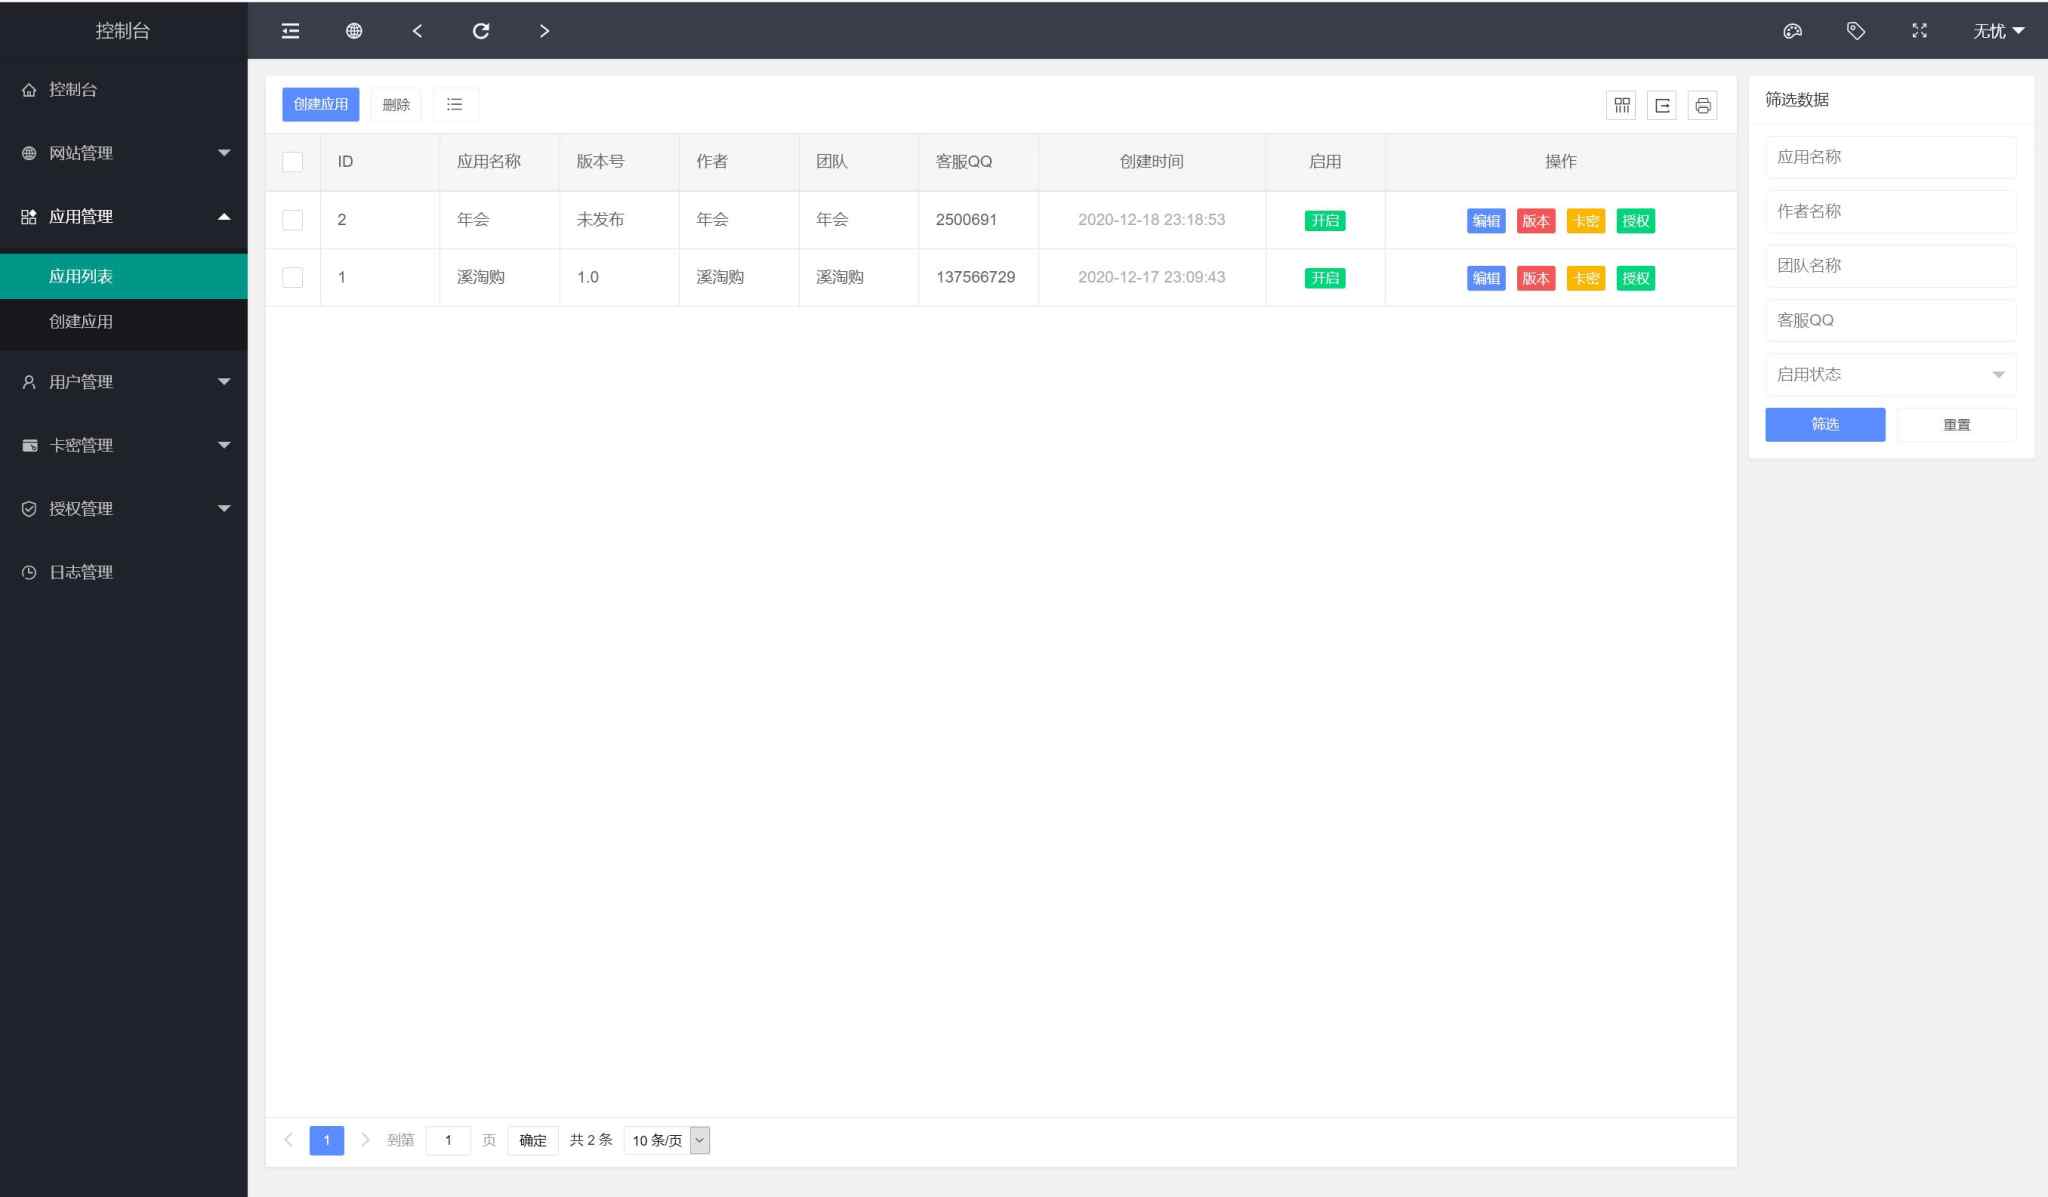 控制台
无忧
控制台
网站管理
应用管理
应用列表
创建应用
用户管理
卡密管理
授权管理
日志管理
创建应用 删除
ID 应用名称 版本号 作者 团队 客服QQ 创建时间 启用 操作
2 年会 未发布 年会 年会 2500691 2020-12-18 23:18:53 开启 编辑 版本 卡密 授权
1 溪淘购 1.0 溪淘购 溪淘购 137566729 2020-12-17 23:09:43 开启 编辑 版本 卡密 授权
1 到第 1 页 确定 共 2 条 10 条/页
筛选数据
应用名称
作者名称
团队名称
客服QQ
启用状态
筛选 重置